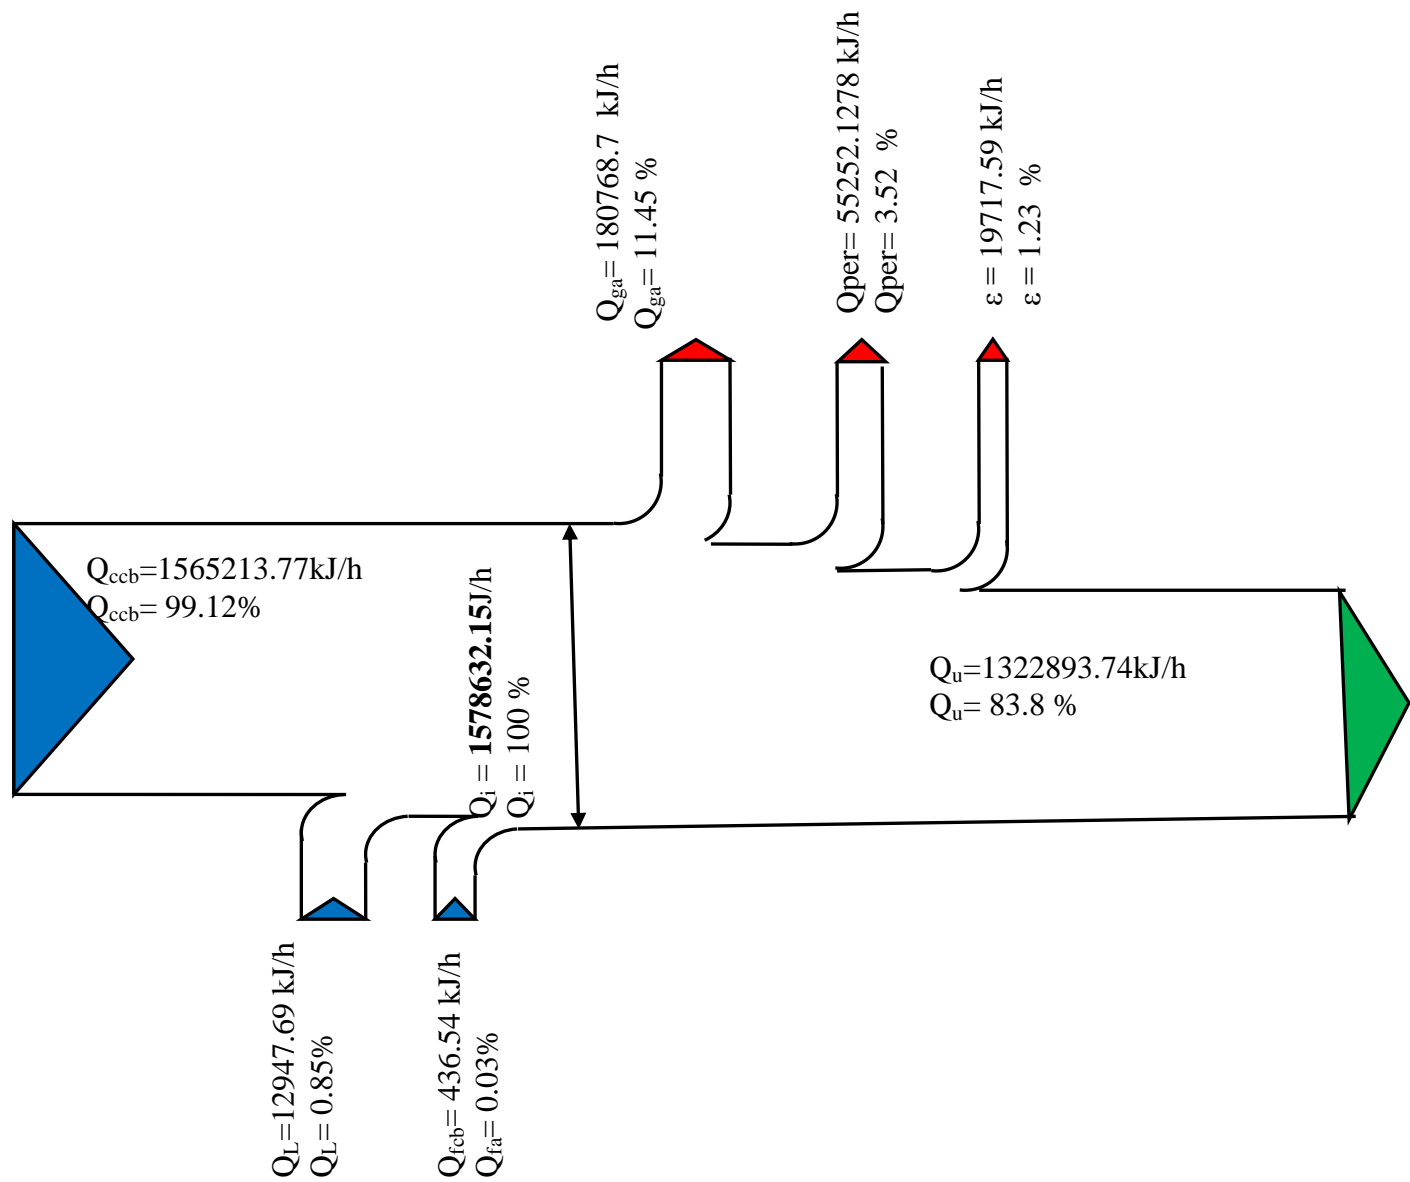 Qga= 180768.7 kJ/h
Qga= 11.45 %
Qper= 55252.1278 kJ/h
Qper= 3.52 %
ε = 19717.59 kJ/h
ε = 1.23 %
Qccb=1565213.77kJ/h
Qccb= 99.12%
Qi = 1578632.15J/h
Qi = 100 %
Qu=1322893.74kJ/h
Qu= 83.8 %
QL=12947.69 kJ/h
QL= 0.85%
Qfcb= 436.54 kJ/h
Qfa= 0.03%